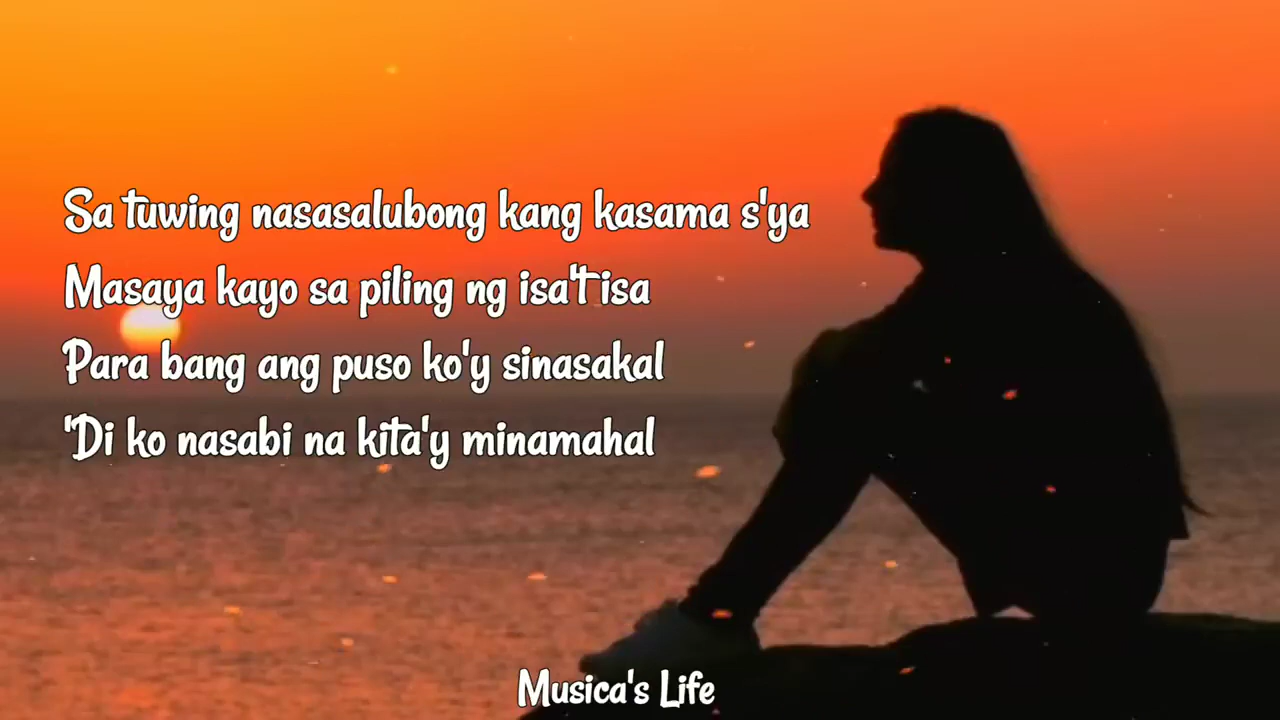 Sa tuwing nasasalubong kang kasama s'ya
Masaya kayo sa piling ng isa't isa
Para bang ang puso ko'y sinasakal
'Di ko nasabi na kita'y minamahal
Musica's Life